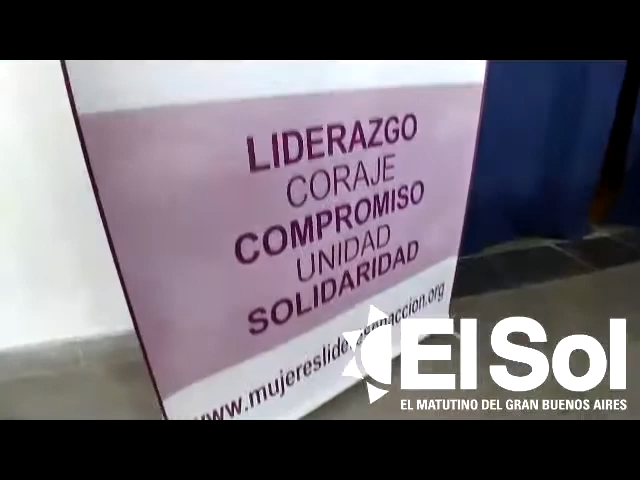 LIDERAZGO
CORAJE
COMPROMISO
UNIDAD
SOLIDARIDAD
El Sol
EL MATUTINO DEL GRAN BUENOS AIRES